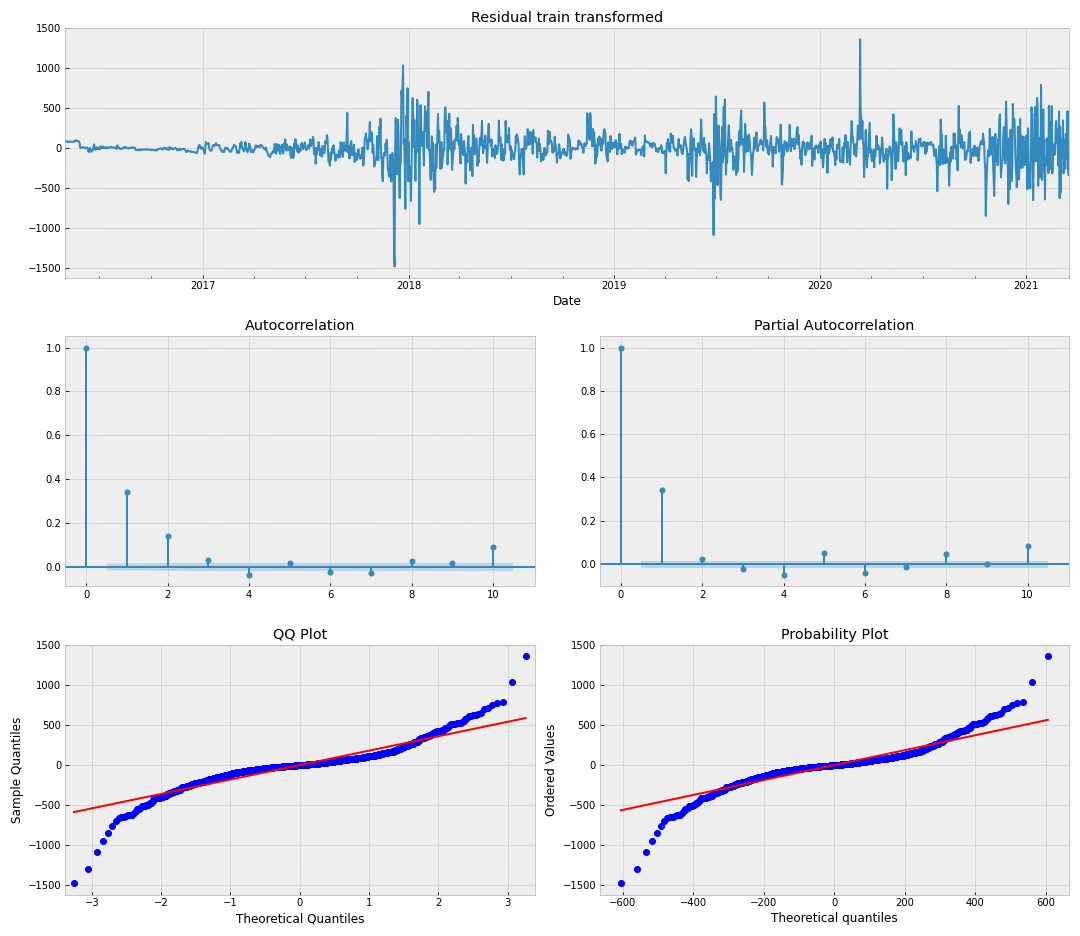 Residual train transformed
1500
1000
500
0
−500
−1000
−1500
2017 2018 2019 2020 2021
Date
Autocorrelation
1.0
0.8
0.6
0.4
0.2
0.0
0 2 4 6 8 10
Partial Autocorrelation
1.0
0.8
0.6
0.4
0.2
0.0
0 2 4 6 8 10
QQ Plot
Sample Quantiles
1500
1000
500
0
−500
−1000
−1500
−3 −2 −1 0 1 2 3
Theoretical Quantiles
Probability Plot
Ordered Values
1500
1000
500
0
−500
−1000
−1500
−600 −400 −200 0 200 400 600
Theoretical quantiles